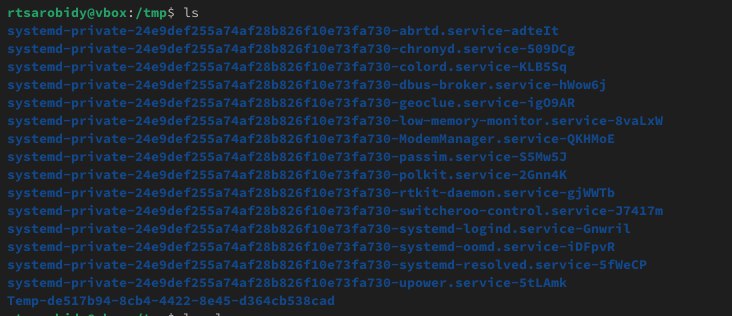 rtsarobidy@vbox:/tmp$ ls
systemd-private-24e9def255a74af28b826f10e73fa730-abrtd.service-adteIt
systemd-private-24e9def255a74af28b826f10e73fa730-chronyd.service-509DCg
systemd-private-24e9def255a74af28b826f10e73fa730-colord.service-KLB5Sq
systemd-private-24e9def255a74af28b826f10e73fa730-dbus-broker.service-hWow6j
systemd-private-24e9def255a74af28b826f10e73fa730-geoclue.service-igO9AR
systemd-private-24e9def255a74af28b826f10e73fa730-low-memory-monitor.service-8vaLxW
systemd-private-24e9def255a74af28b826f10e73fa730-ModemManager.service-QKHMoE
systemd-private-24e9def255a74af28b826f10e73fa730-passim.service-S5Mw5J
systemd-private-24e9def255a74af28b826f10e73fa730-polkit.service-2Gnn4K
systemd-private-24e9def255a74af28b826f10e73fa730-rtkit-daemon.service-gjWWTb
systemd-private-24e9def255a74af28b826f10e73fa730-switcheroo-control.service-J7417m
systemd-private-24e9def255a74af28b826f10e73fa730-systemd-logind.service-Gnwril
systemd-private-24e9def255a74af28b826f10e73fa730-systemd-oomd.service-iDFpvR
systemd-private-24e9def255a74af28b826f10e73fa730-systemd-resolved.service-5fWeCP
systemd-private-24e9def255a74af28b826f10e73fa730-upower.service-5tLAmk
Temp-de517b94-8cb4-4422-8e45-d364cb538cad